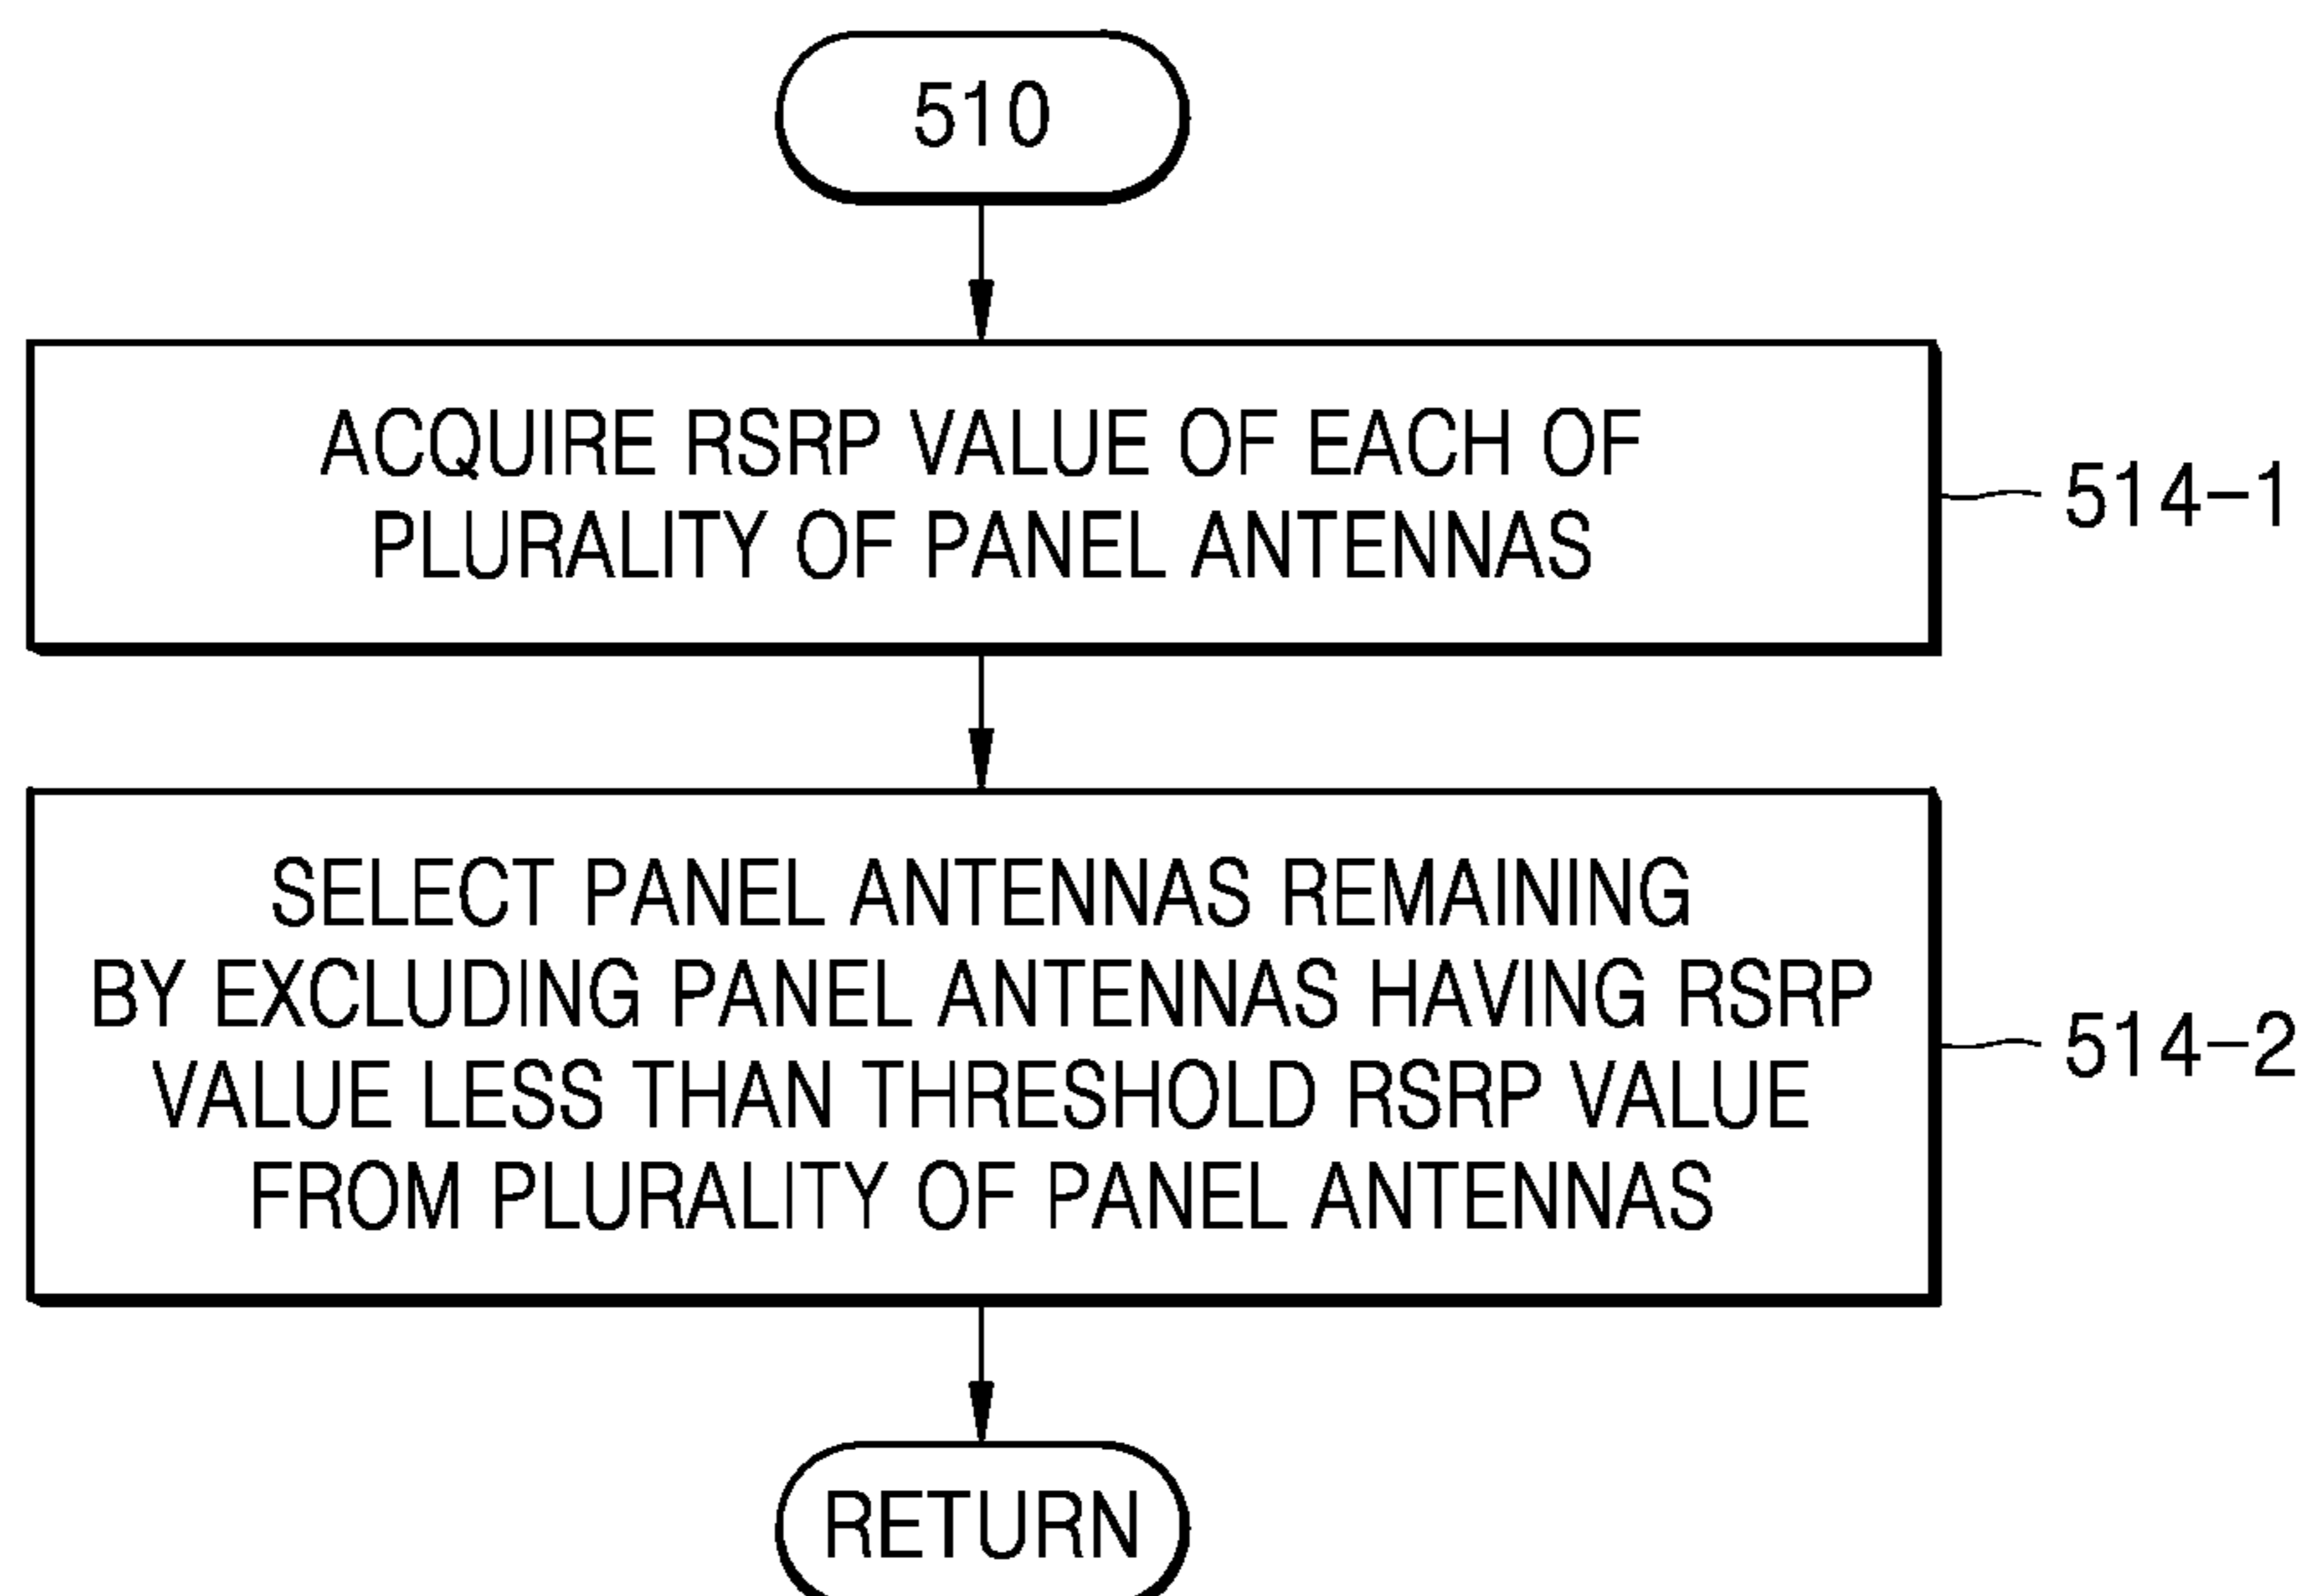 510
ACQUIRE RSRP VALUE OF EACH OF
PLURALITY OF PANEL ANTENNAS
514-1
SELECT PANEL ANTENNAS REMAINING
BY EXCLUDING PANEL ANTENNAS HAVING RSRP
VALUE LESS THAN THRESHOLD RSRP VALUE
FROM PLURALITY OF PANEL ANTENNAS
514-2
RETURN